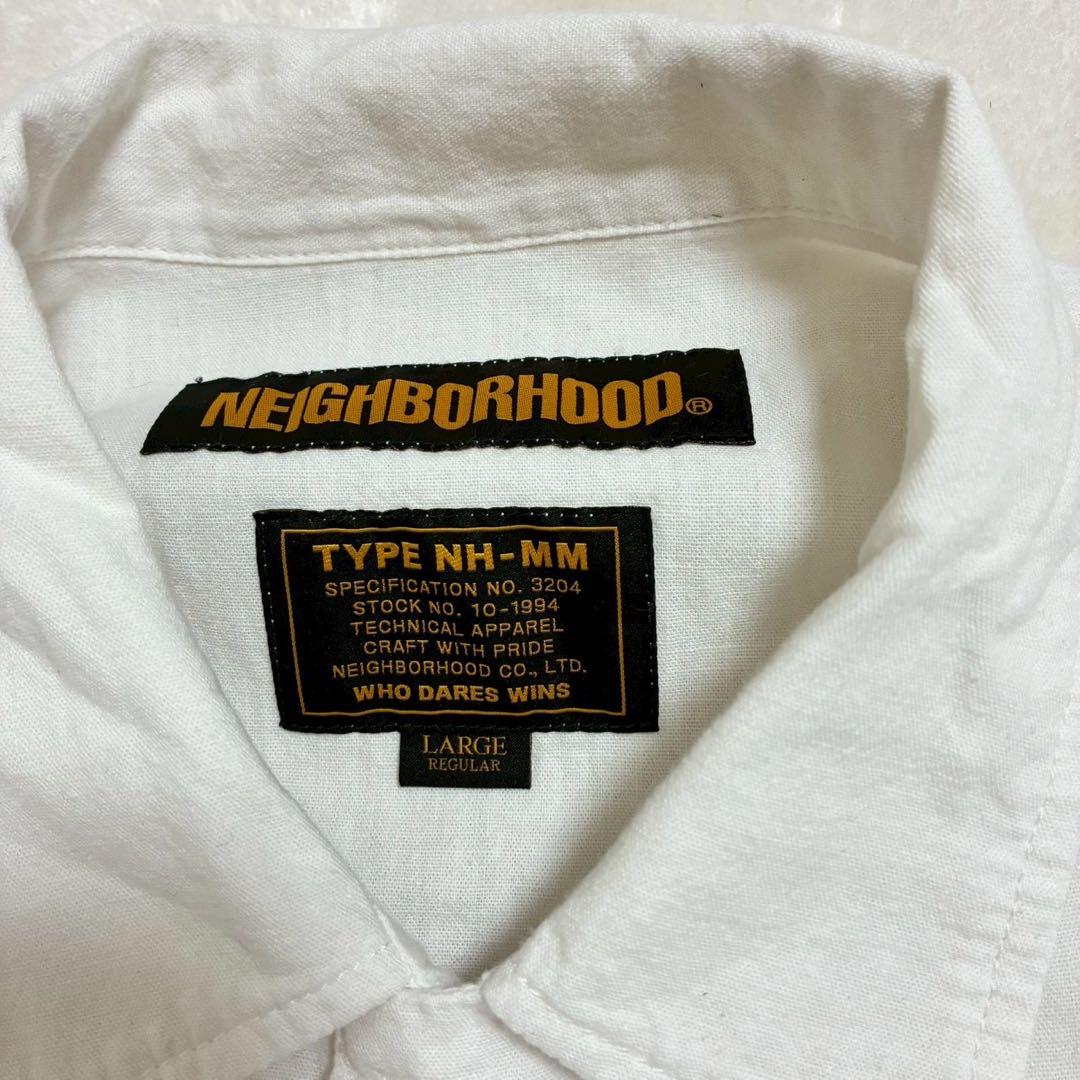 NEIGHBORHOOD®
TYPE NH-MM
SPECIFICATION NO. 3204
STOCK NO. 10-1994
TECHNICAL APPAREL
CRAFT WITH PRIDE
NEIGHBORHOOD CO., LTD.
WHO DARES WINS
LARGE
REGULAR